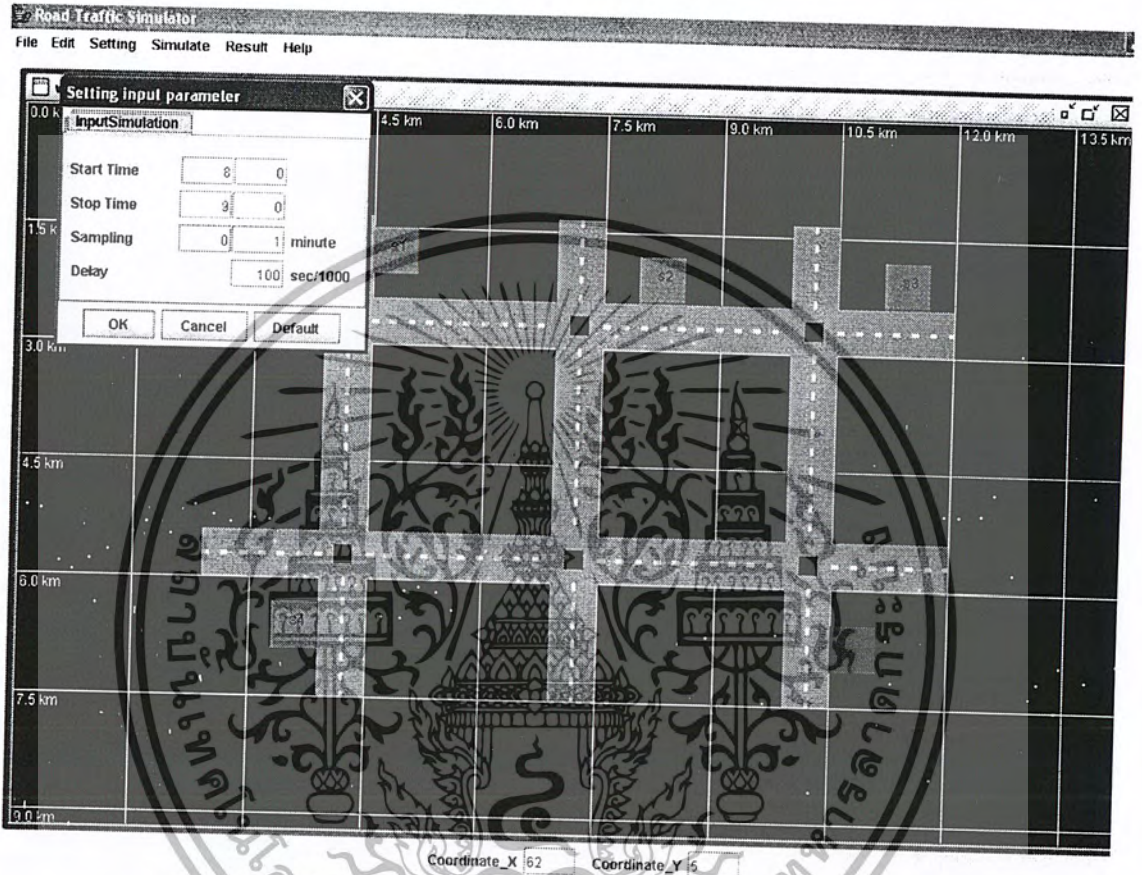 Road Traffic Simulator
File Edit Setting Simulate Result Help
Setting input parameter
InputSimulation
Start Time 8 0
Stop Time 9 0
Sampling 0 1 minute
Delay 100 sec/1000
OK Cancel Default
0.0 k 4.5 km 6.0 km 7.5 km 9.0 km 10.5 km 12.0 km 13.5 km
1.5 k
s2
s3
3.0 km
4.5 km
6.0 km
s4
7.5 km
9.0 km
Coordinate_X 62 Coordinate_Y 5